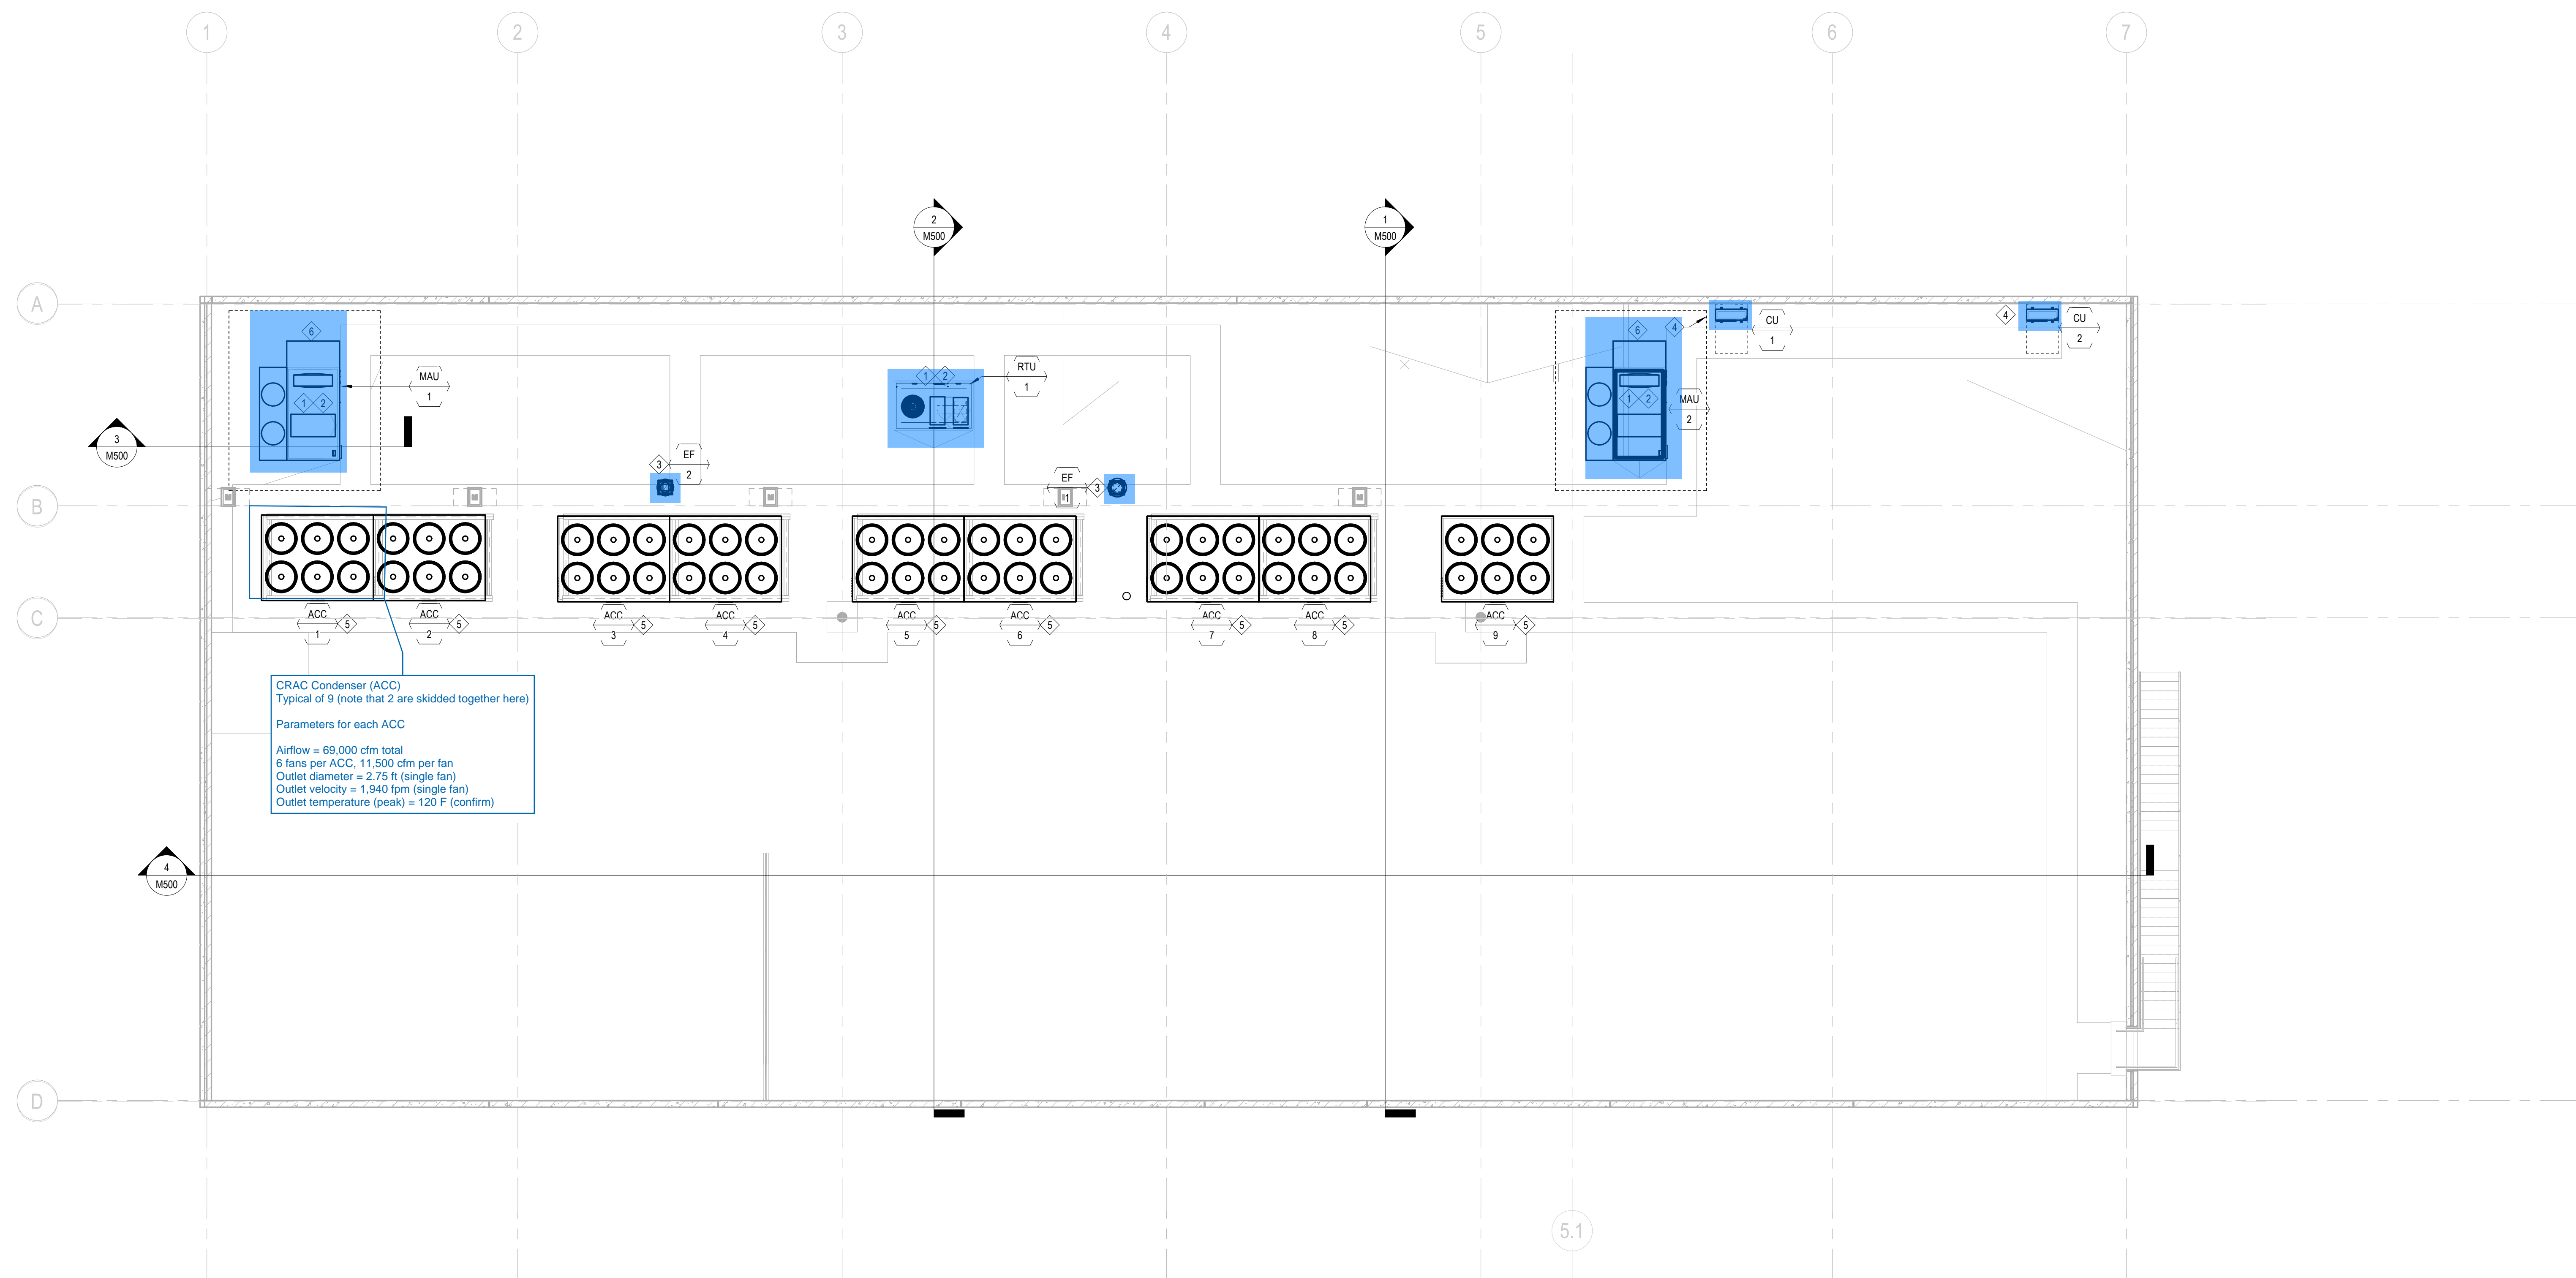 1
2
3
4
5
6
7
2
M500
1
M500
A
6
4
CU
1
4
CU
2
MAU
1
1
2
1
2
RTU
1
6
1
2
MAU
2
3
M500
3
EF
2
EF
1
3
B
C
ACC
1
5
ACC
2
5
ACC
3
5
ACC
4
5
ACC
5
5
ACC
6
5
ACC
7
5
ACC
8
5
ACC
9
5
CRAC Condenser (ACC)
Typical of 9 (note that 2 are skidded together here)
Parameters for each ACC
Airflow = 69,000 cfm total
6 fans per ACC, 11,500 cfm per fan
Outlet diameter = 2.75 ft (single fan)
Outlet velocity = 1,940 fpm (single fan)
Outlet temperature (peak) = 120 F (confirm)
4
M500
D
5.1